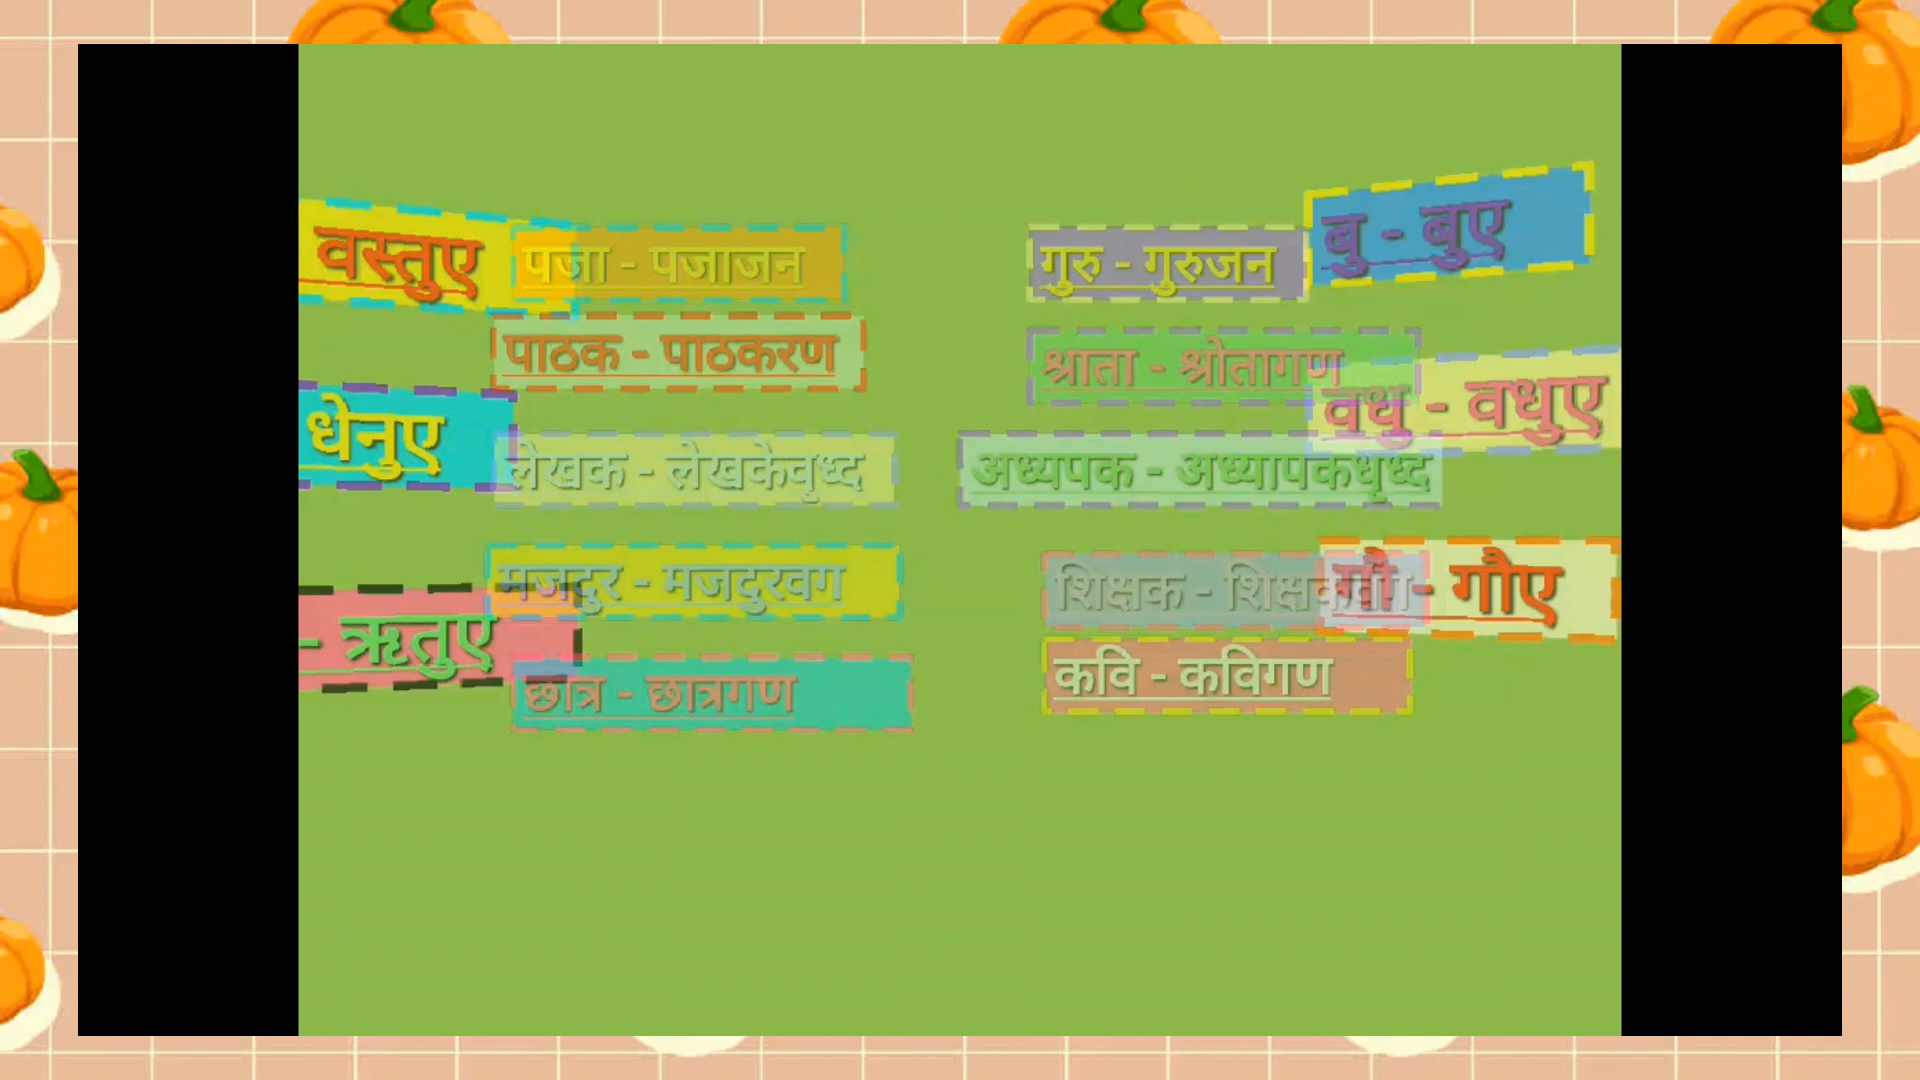 वस्तुए
पजा - पजाजन
गुरु - गुरुजन
बु - बुए
पाठक - पाठकरण
श्राता - श्रोतागण
वधु - वधुए
धेनुए
लेखक - लेखकेवृध्द
अध्यपक - अध्यापकधृध्द
मजदुर - मजदुरवग
शिक्षक - शिक्षकवग
गौ - गौए
- ऋतुए
छात्र - छात्रगण
कवि - कविगण